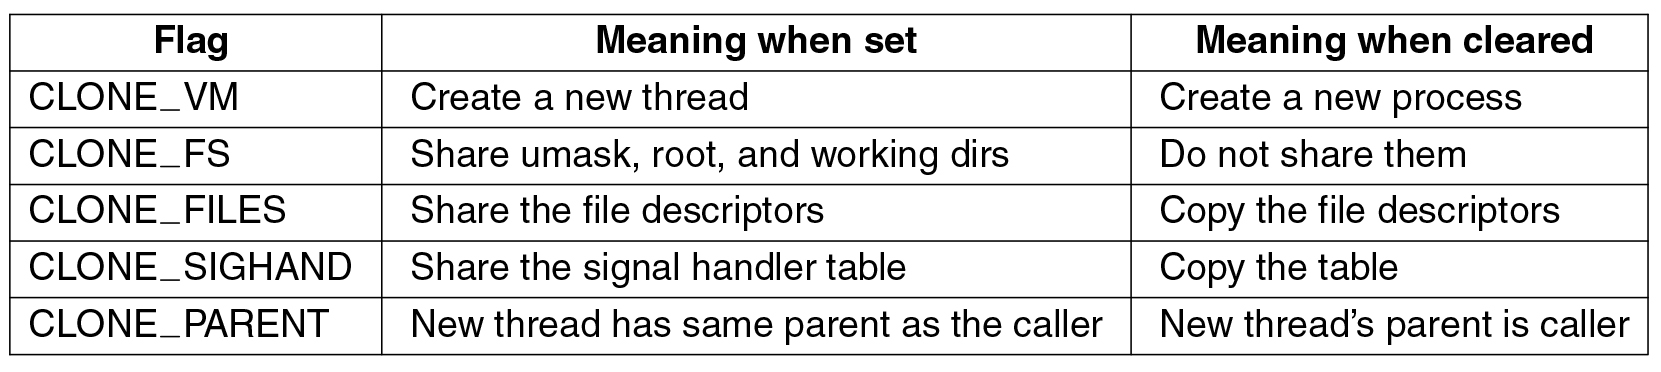 Flag Meaning when set Meaning when cleared
CLONE_VM Create a new thread Create a new process
CLONE_FS Share umask, root, and working dirs Do not share them
CLONE_FILES Share the file descriptors Copy the file descriptors
CLONE_SIGHAND Share the signal handler table Copy the table
CLONE_PARENT New thread has same parent as the caller New thread’s parent is caller